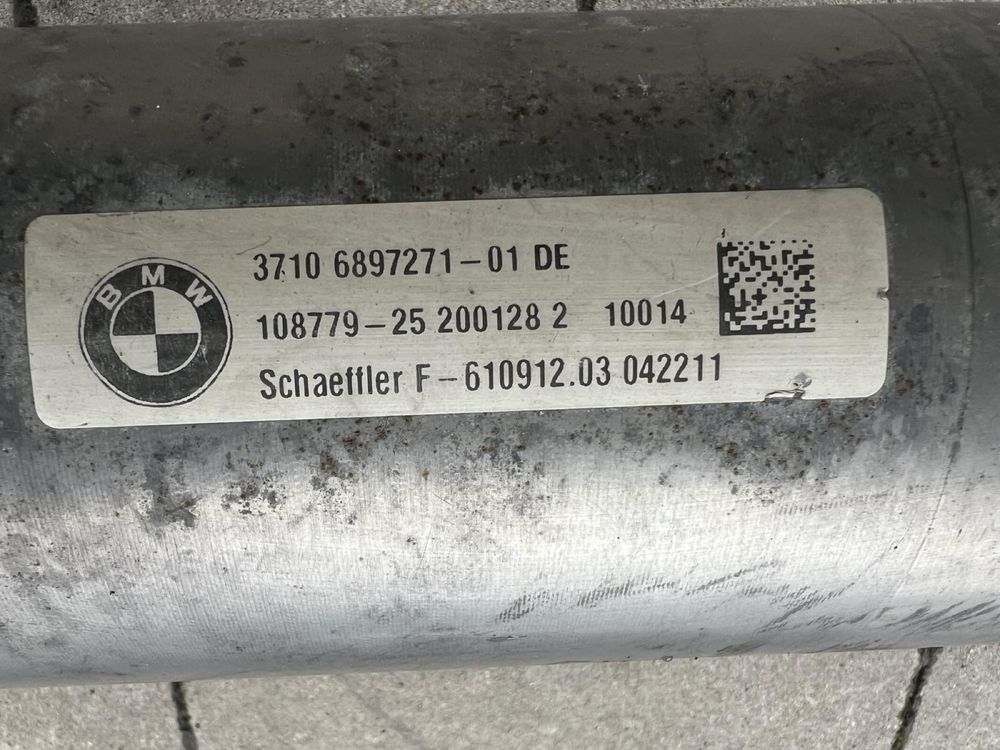 BMW
3710 6897271-01 DE
108779-25 200128 2 10014
Schaeffler F-610912.03 042211